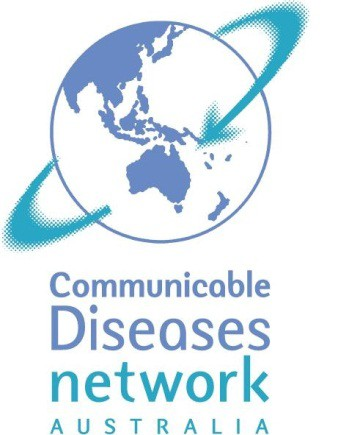 Communicable
Diseases
network
AUSTRALIA